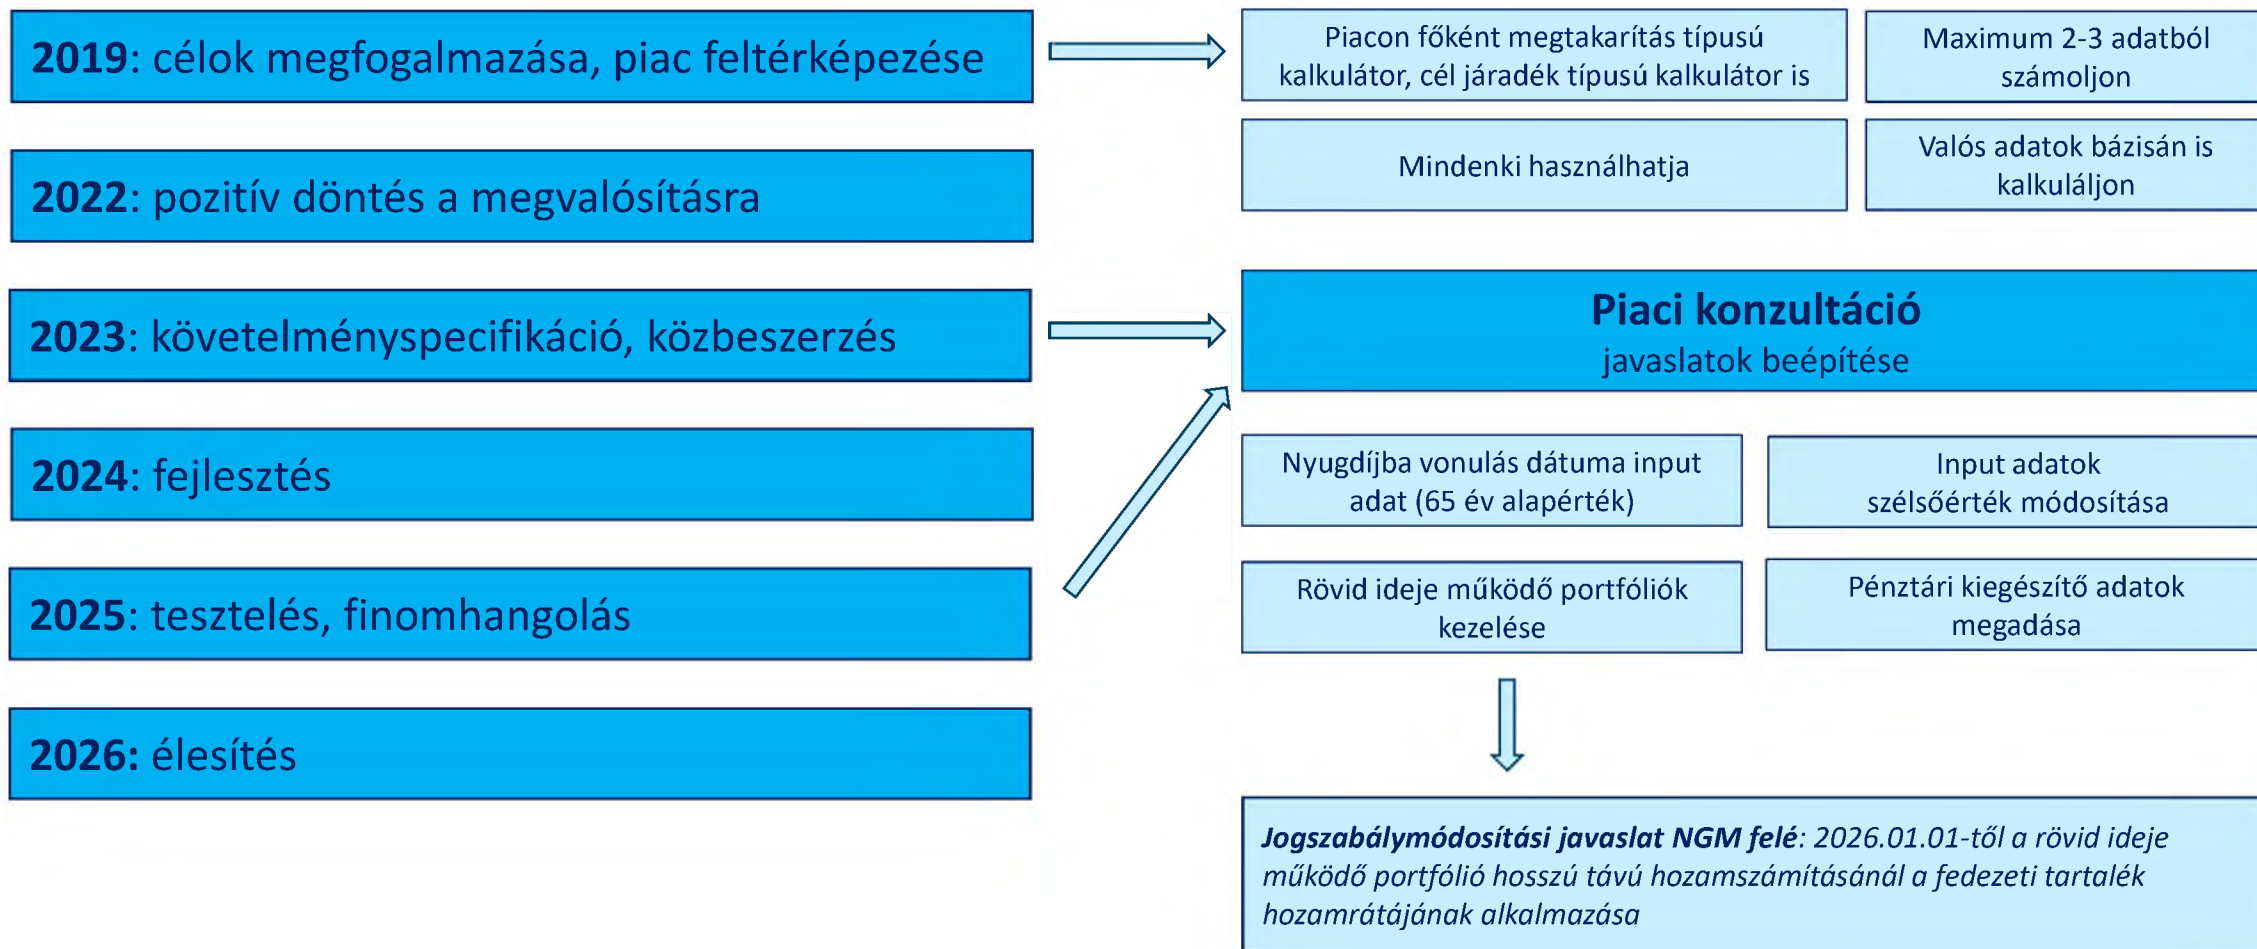 2019: célok megfogalmazása, piac feltérképezése
2022: pozitív döntés a megvalósításra
2023: követelményspecifikáció, közbeszerzés
2024: fejlesztés
2025: tesztelés, finomhangolás
2026: élesítés
Piacon főként megtakarítás típusú
kalkulátor, cél járadék típusú kalkulátor is
Maximum 2-3 adatból
számoljon
Mindenki használhatja
Valós adatok bázisán is
kalkuláljon
Piaci konzultáció
javaslatok beépítése
Nyugdíjba vonulás dátuma input
adat (65 év alapérték)
Input adatok
szélsőérték módosítása
Rövid ideje működő portfóliók
kezelése
Pénztári kiegészítő adatok
megadása
Jogszabálymódosítási javaslat NGM felé: 2026.01.01-től a rövid ideje
működő portfólió hosszú távú hozamszámításánál a fedezeti tartalék
hozamrátájának alkalmazása